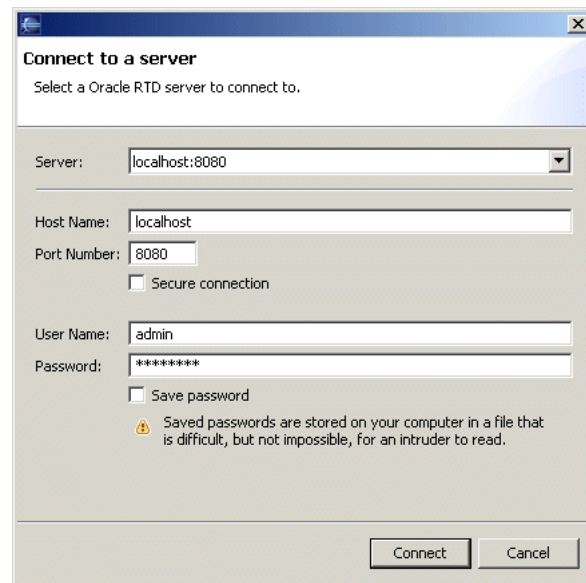 Connect to a server
Select a Oracle RTD server to connect to.
Server: localhost:8080
Host Name: localhost
Port Number: 8080
Secure connection
User Name: admin
Password: ********
Save password
Saved passwords are stored on your computer in a file that
is difficult, but not impossible, for an intruder to read.
Connect Cancel